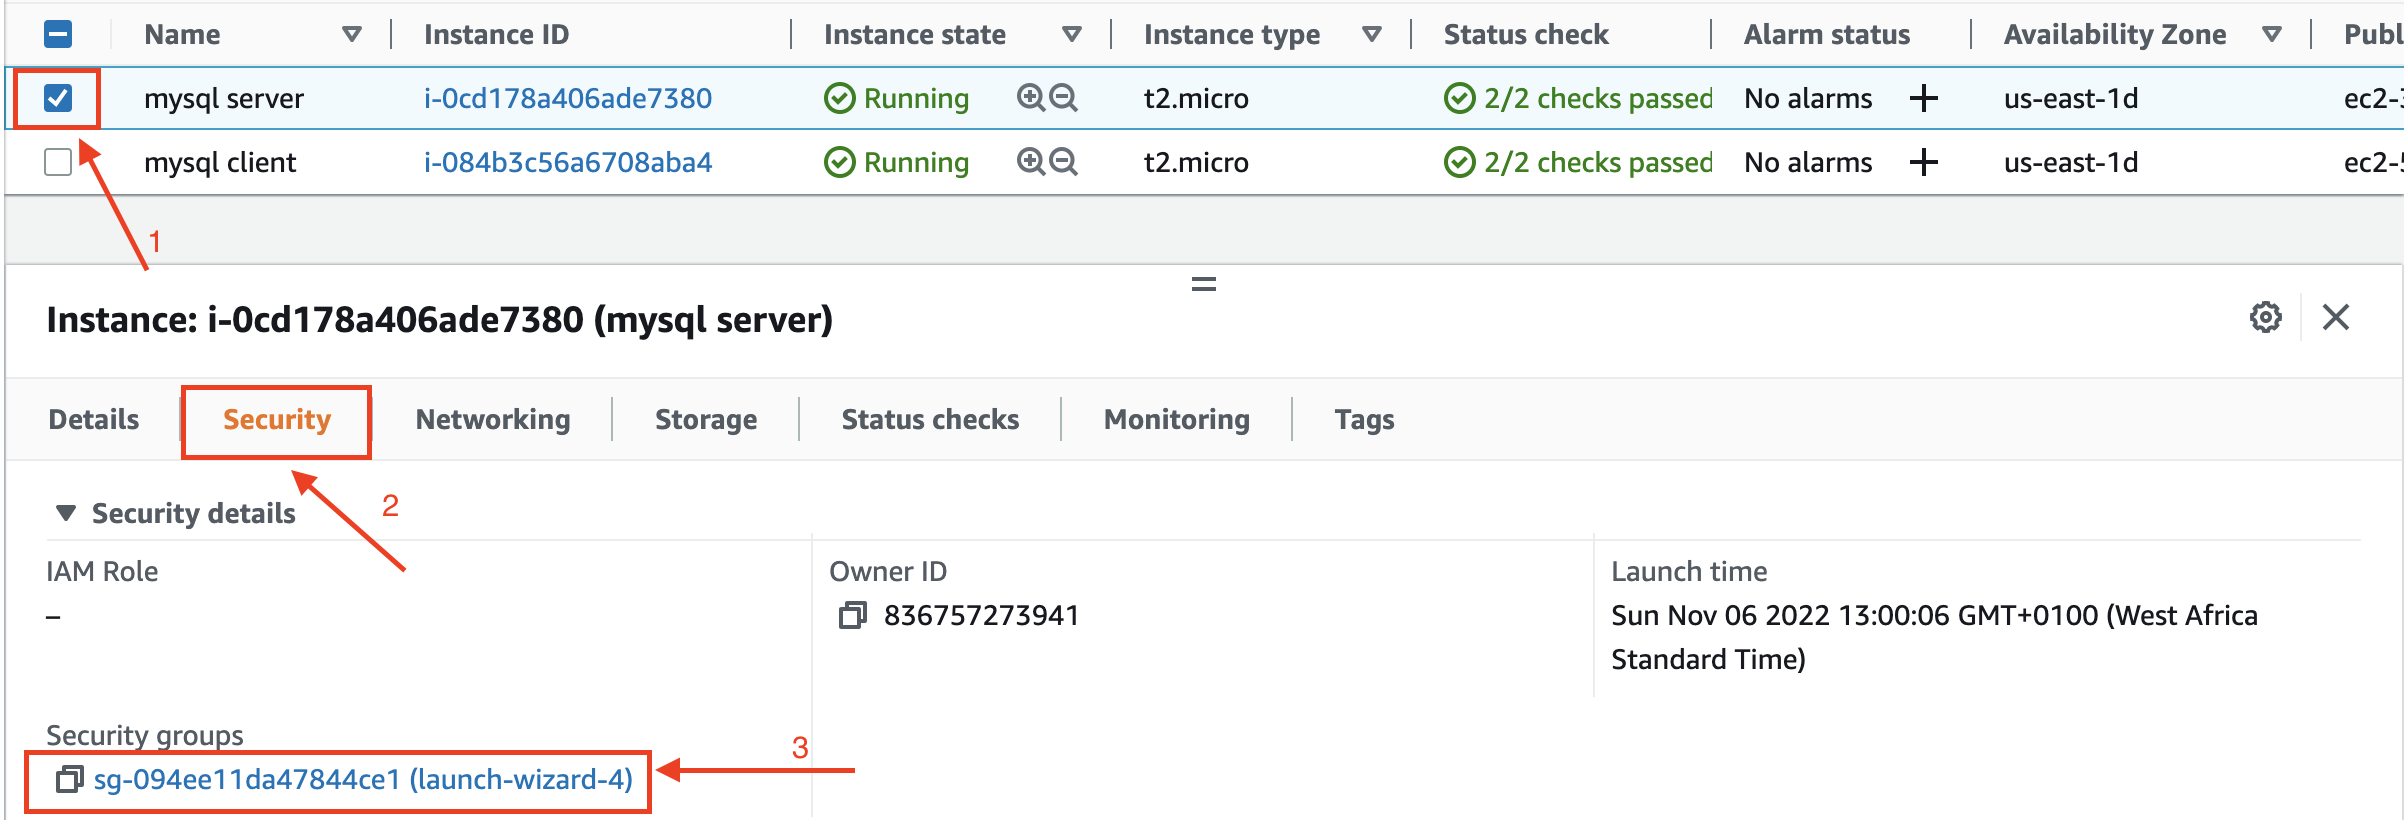 Name Instance ID Instance state Instance type Status check Alarm status Availability Zone Publ
mysql server i-0cd178a406ade7380 Running t2.micro 2/2 checks passed No alarms + us-east-1d ec2-3
mysql client i-084b3c56a6708aba4 Running t2.micro 2/2 checks passed No alarms + us-east-1d ec2-5
1
Instance: i-0cd178a406ade7380 (mysql server)
Details Security Networking Storage Status checks Monitoring Tags
2
Security details
IAM Role Owner ID Launch time
– 836757273941 Sun Nov 06 2022 13:00:06 GMT+0100 (West Africa
Standard Time)
Security groups
3
sg-094ee11da47844ce1 (launch-wizard-4)